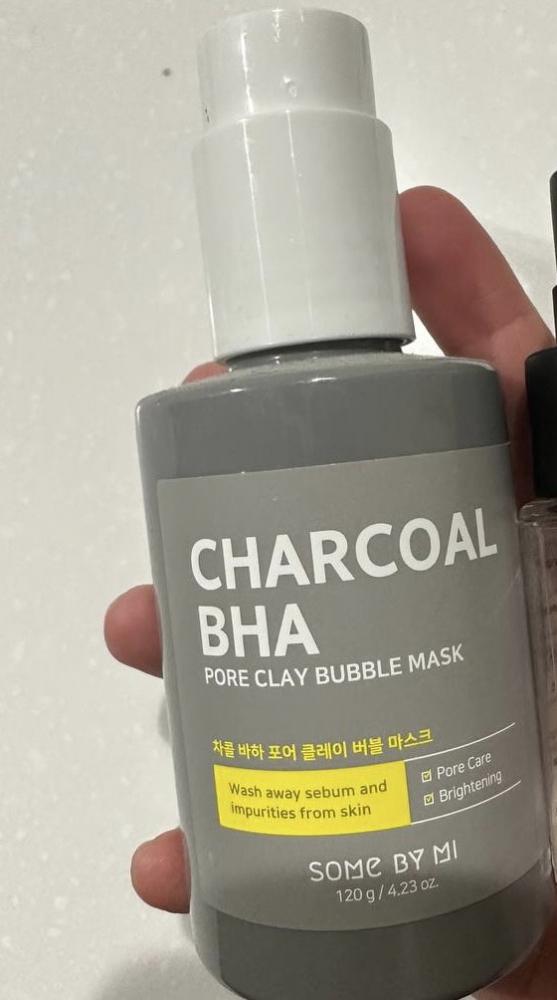 CHARCOAL
BHA
PORE CLAY BUBBLE MASK
차콜 바하 포어 클레이 버블 마스크
Wash away sebum and
impurities from skin
Pore Care
Brightening
SOME BY MI
120 g / 4.23 oz.